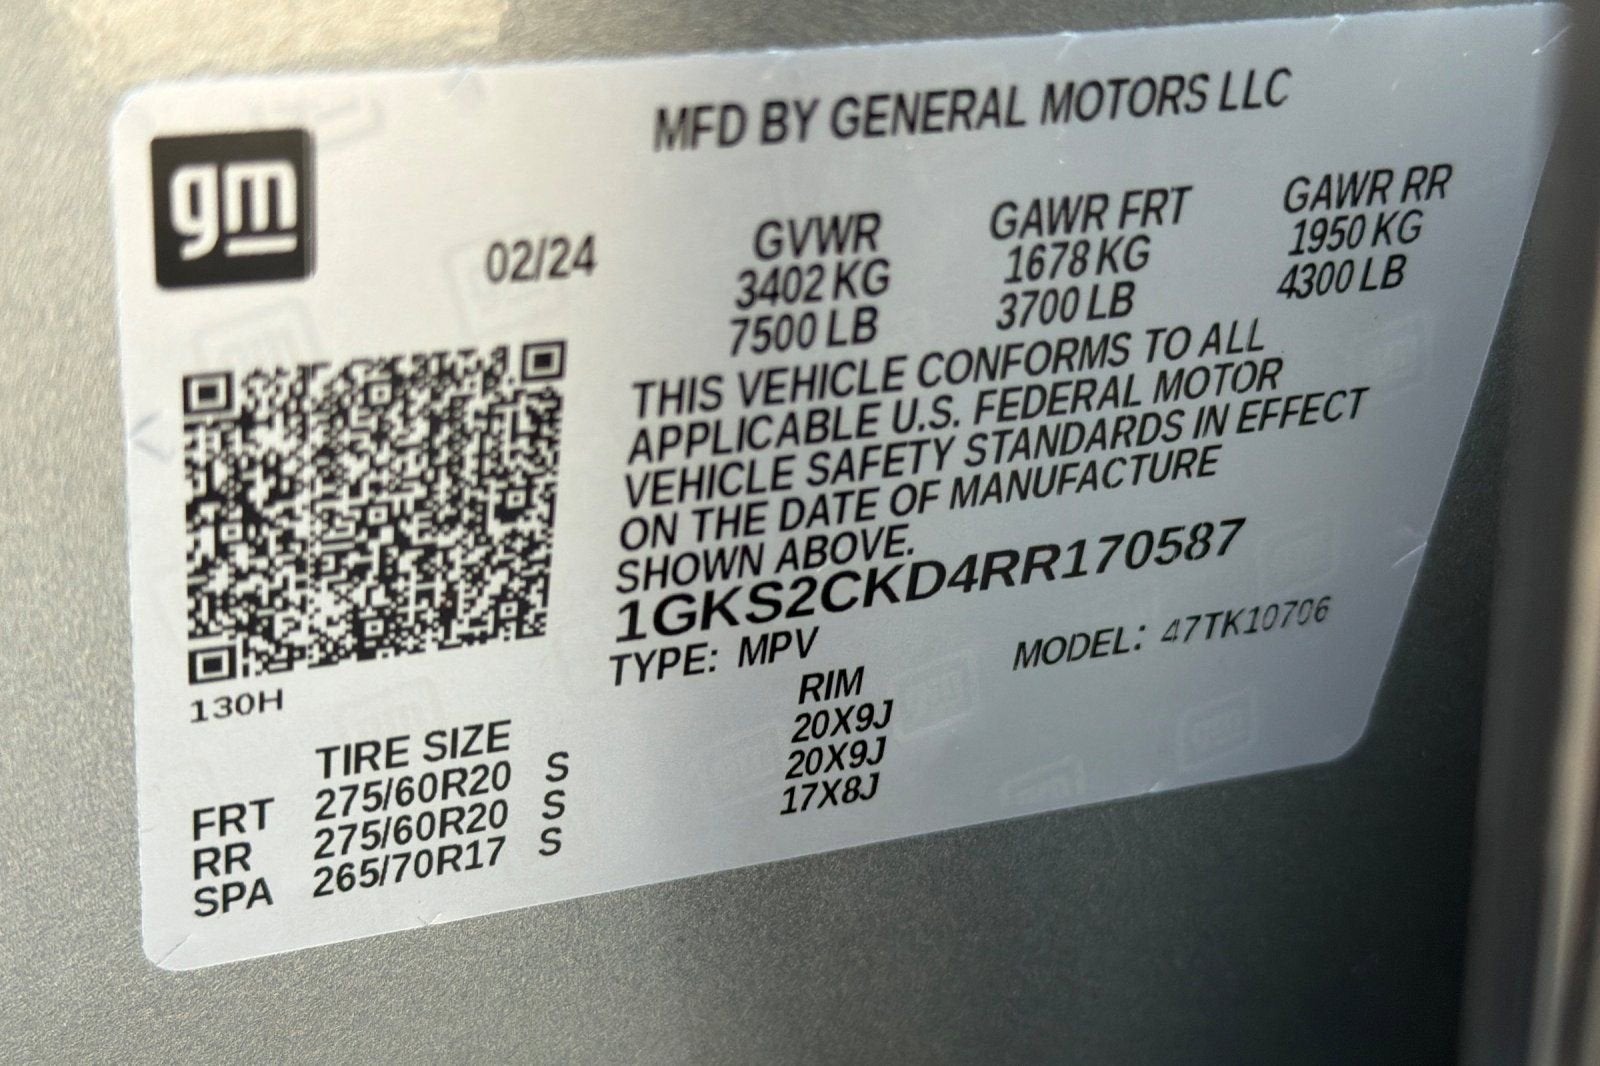 gm
MFD BY GENERAL MOTORS LLC
02/24
GVWR GAWR FRT GAWR RR
3402 KG 1678 KG 1950 KG
7500 LB 3700 LB 4300 LB
THIS VEHICLE CONFORMS TO ALL
APPLICABLE U.S. FEDERAL MOTOR
VEHICLE SAFETY STANDARDS IN EFFECT
ON THE DATE OF MANUFACTURE
SHOWN ABOVE.
1GKS2CKD4RR170587
TYPE: MPV MODEL: 47TK10706
130H
TIRE SIZE RIM
FRT 275/60R20 S 20X9J
RR 275/60R20 S 20X9J
SPA 265/70R17 S 17X8J